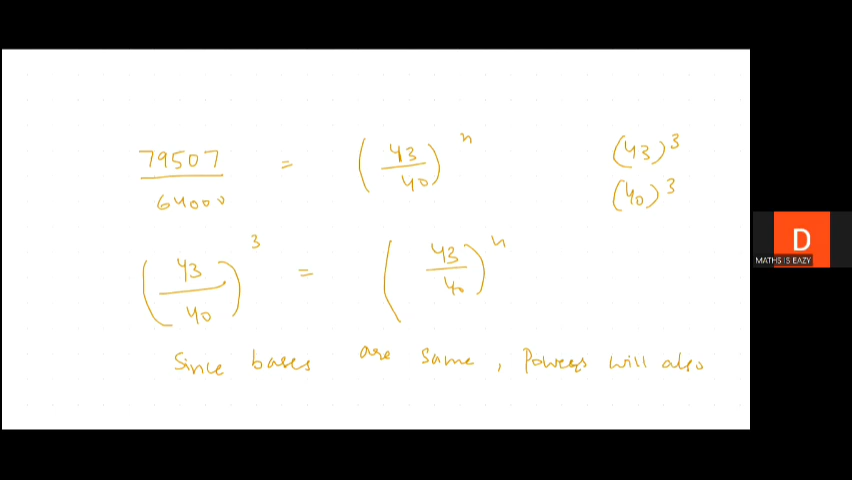 79507/64000 = (43/40)^n (43)^3
(40)^3
(43/40)^3 = (43/40)^n
Since bases are same, Powers will also
D
MATHS IS EAZY